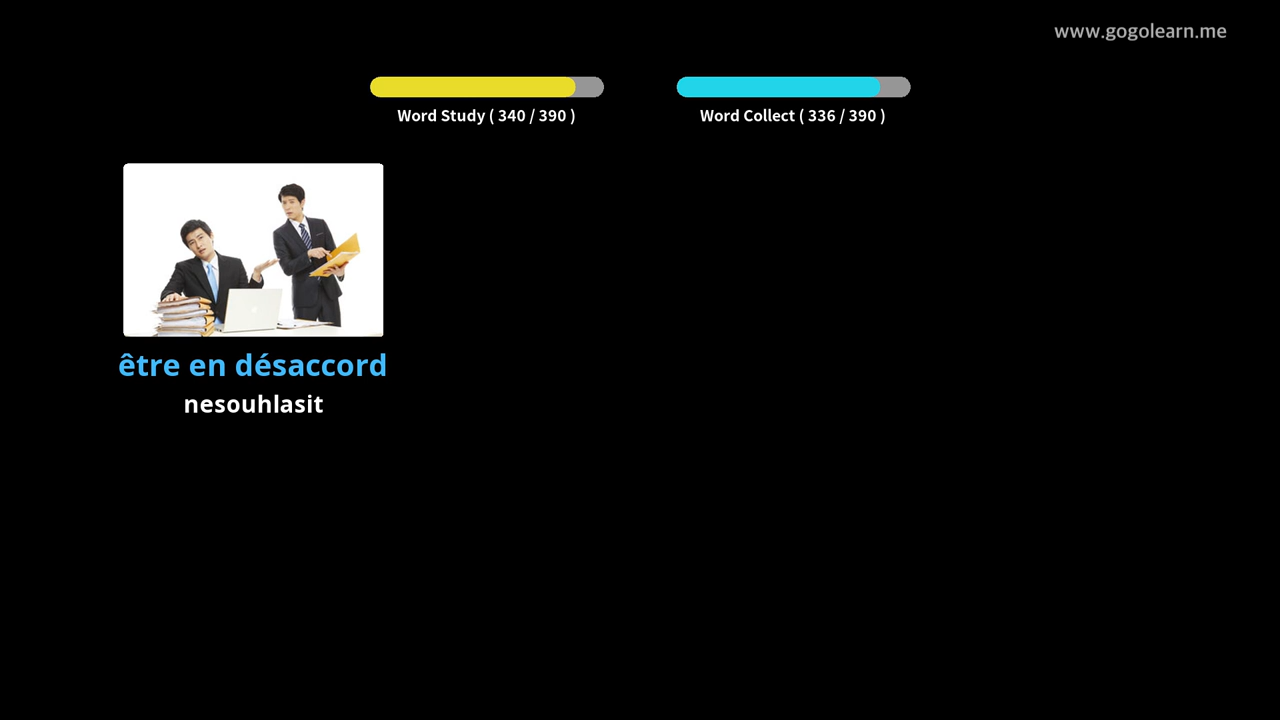 www.gogolearn.me
Word Study ( 340 / 390 )
Word Collect ( 336 / 390 )
être en désaccord
nesouhlasit